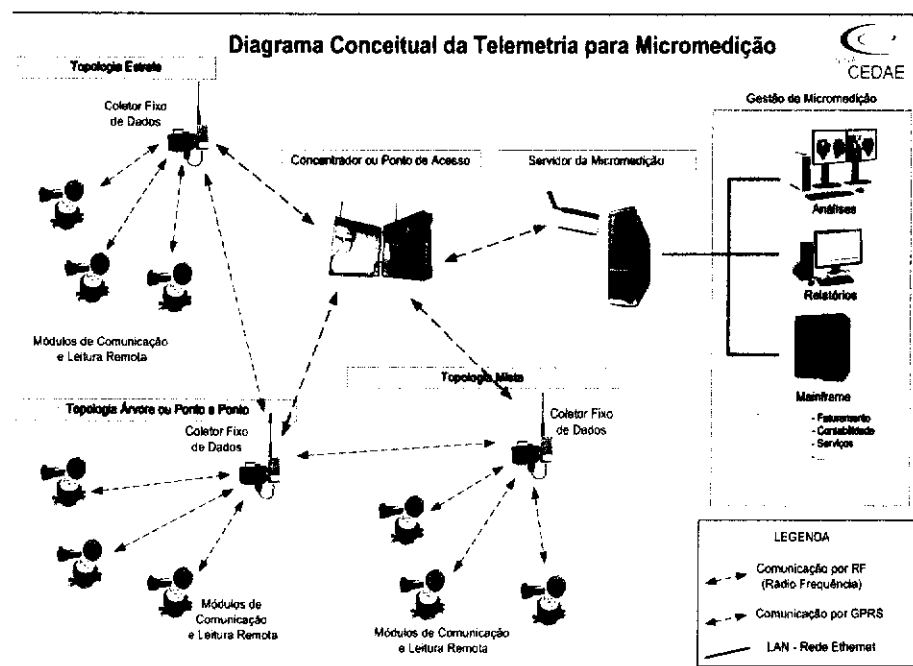 Diagrama Conceitual da Telemetria para Micromedição
CEDAE
Topologia Estrela
Coletor Fixo
de Dados
Gestão da Micromedição
Concentrador ou Ponto de Acesso
Servidor da Micromedição
Análises
Relatórios
Módulos de Comunicação
e Leitura Remota
Topologia Mista
Mainframe
- Faturamento
- Contabilidade
- Serviços
Topologia Árvore ou Ponto a Ponto
Coletor Fixo
de Dados
Coletor Fixo
de Dados
LEGENDA
Comunicação por RF
(Rádio Frequência)
Comunicação por GPRS
LAN - Rede Ethernet
Módulos de
Comunicação
e Leitura Remota
Módulos de Comunicação
e Leitura Remota